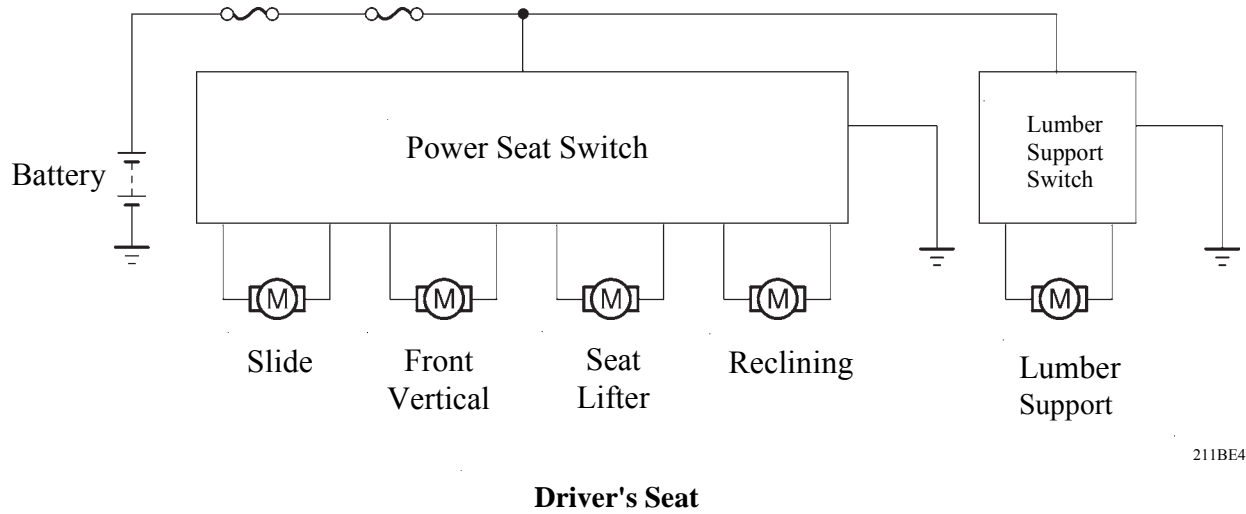 Battery
Power Seat Switch
Lumber
Support
Switch
M
M
M
M
M
Slide
Front
Vertical
Seat
Lifter
Reclining
Lumber
Support
211BE4
Driver's Seat